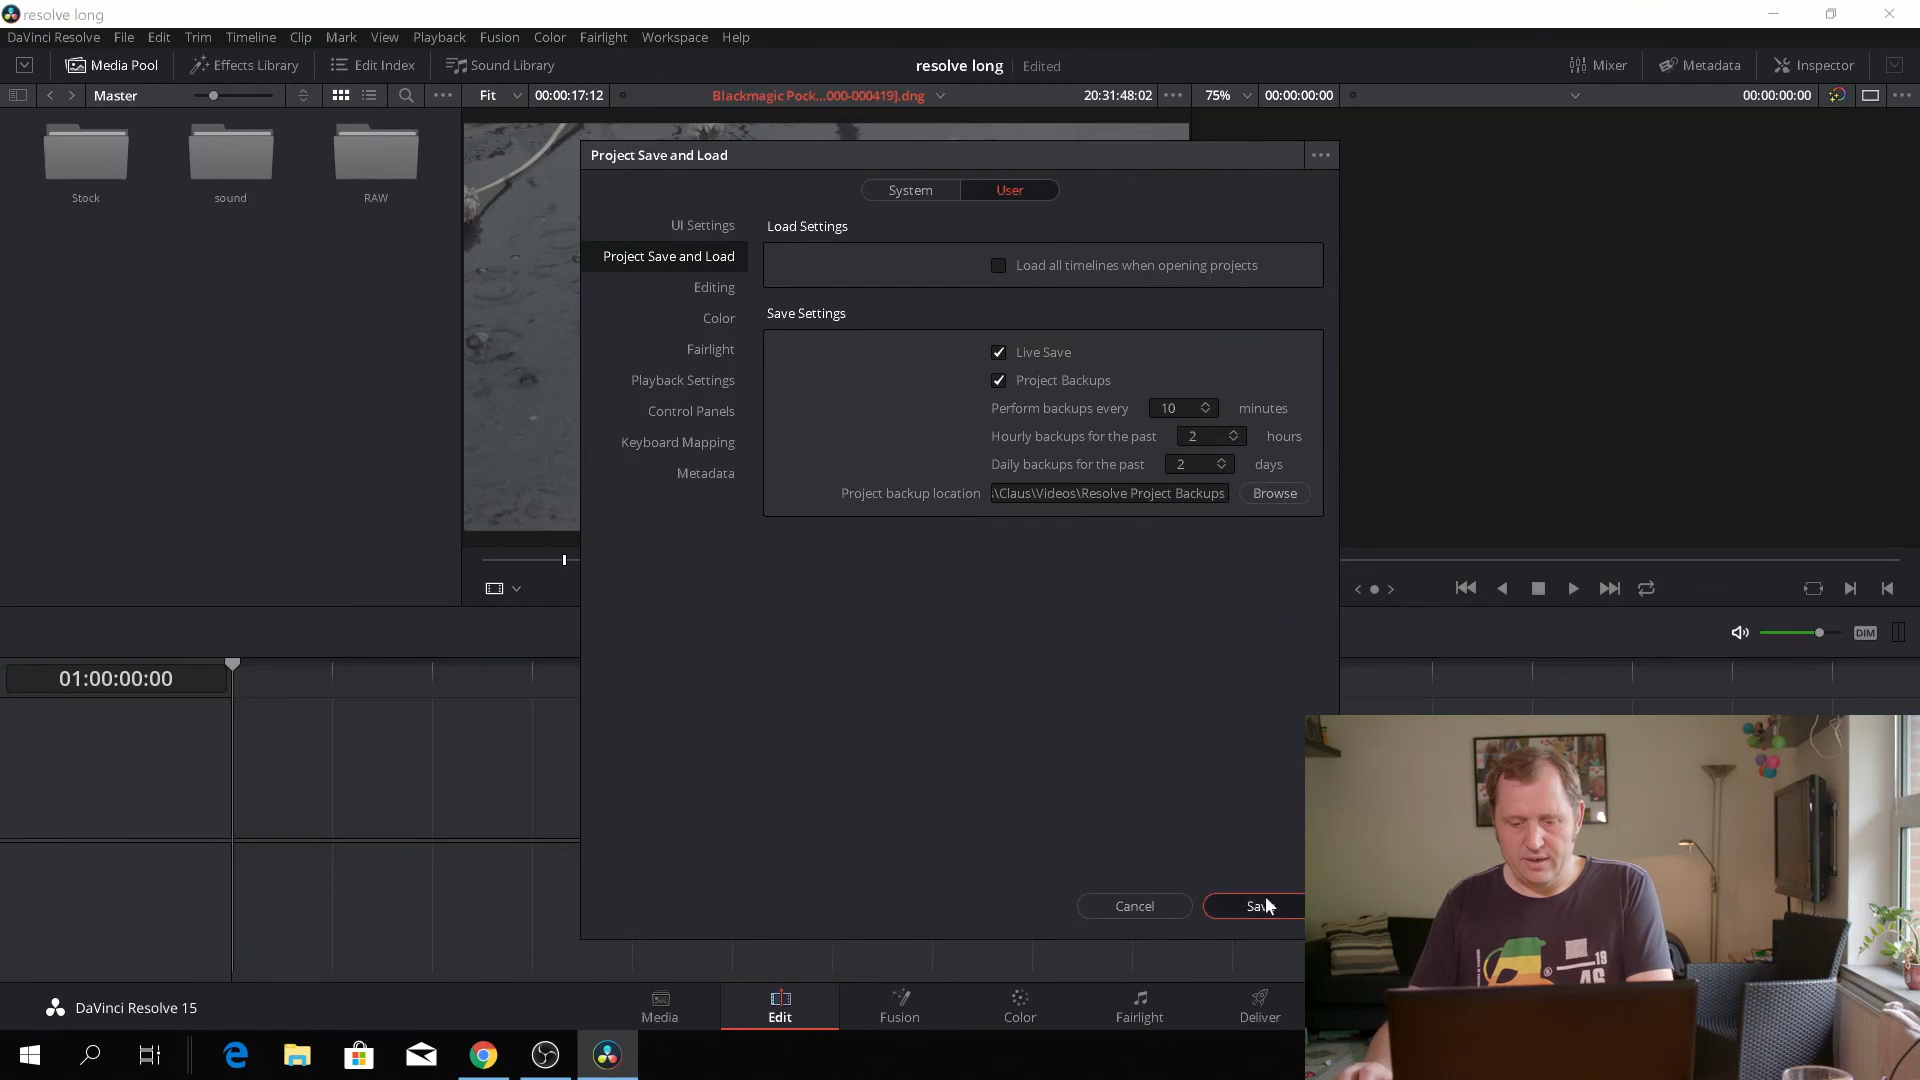 resolve long
DaVinci Resolve File Edit Trim Timeline Clip Mark View Playback Fusion Color Fairlight Workspace Help
Media Pool Effects Library Edit Index Sound Library resolve long Edited Mixer Metadata Inspector
Master Fit 00:00:17:12 Blackmagic Pock...000-000419].dng 20:31:48:02 75% 00:00:00:00 00:00:00:00
Stock sound RAW
Project Save and Load
System User
UI Settings
Project Save and Load
Editing
Color
Fairlight
Playback Settings
Control Panels
Keyboard Mapping
Metadata
Load Settings
Load all timelines when opening projects
Save Settings
Live Save
Project Backups
Perform backups every 10 minutes
Hourly backups for the past 2 hours
Daily backups for the past 2 days
Project backup location :\Claus\Videos\Resolve Project Backups Browse
DIM
01:00:00:00
Cancel
DaVinci Resolve 15
Media Edit Fusion Color Fairlight Deliver
19
46